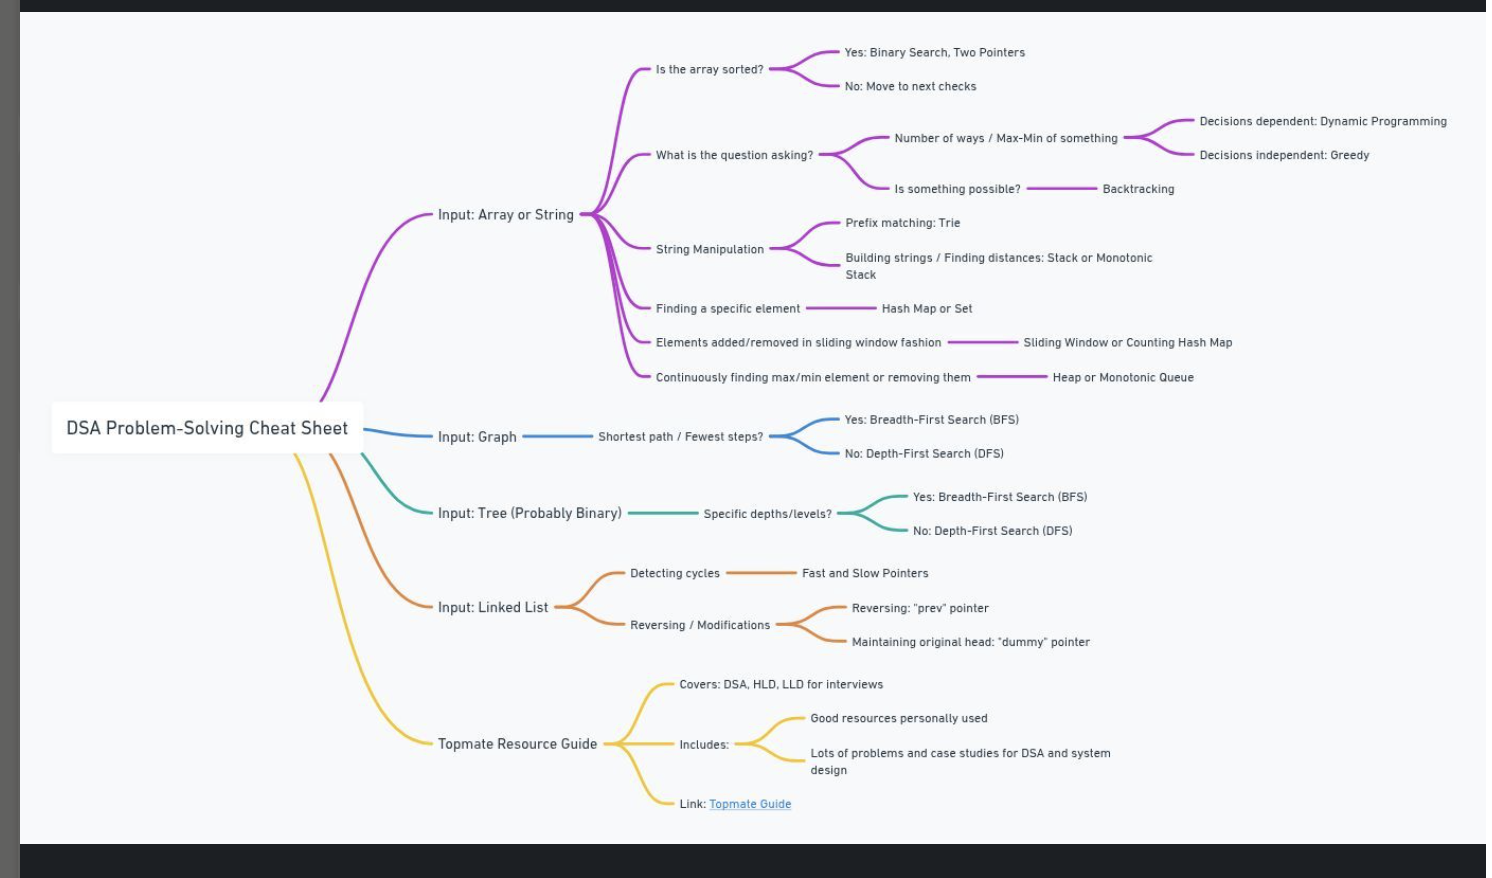 DSA Problem-Solving Cheat Sheet
Input: Array or String
Is the array sorted?
Yes: Binary Search, Two Pointers
No: Move to next checks
What is the question asking?
Number of ways / Max-Min of something
Decisions dependent: Dynamic Programming
Decisions independent: Greedy
Is something possible?
Backtracking
String Manipulation
Prefix matching: Trie
Building strings / Finding distances: Stack or Monotonic
Stack
Finding a specific element
Hash Map or Set
Elements added/removed in sliding window fashion
Sliding Window or Counting Hash Map
Continuously finding max/min element or removing them
Heap or Monotonic Queue
Input: Graph
Shortest path / Fewest steps?
Yes: Breadth-First Search (BFS)
No: Depth-First Search (DFS)
Input: Tree (Probably Binary)
Specific depths/levels?
Yes: Breadth-First Search (BFS)
No: Depth-First Search (DFS)
Input: Linked List
Detecting cycles
Fast and Slow Pointers
Reversing / Modifications
Reversing: "prev" pointer
Maintaining original head: "dummy" pointer
Topmate Resource Guide
Covers: DSA, HLD, LLD for interviews
Includes:
Good resources personally used
Lots of problems and case studies for DSA and system
design
Link: Topmate Guide